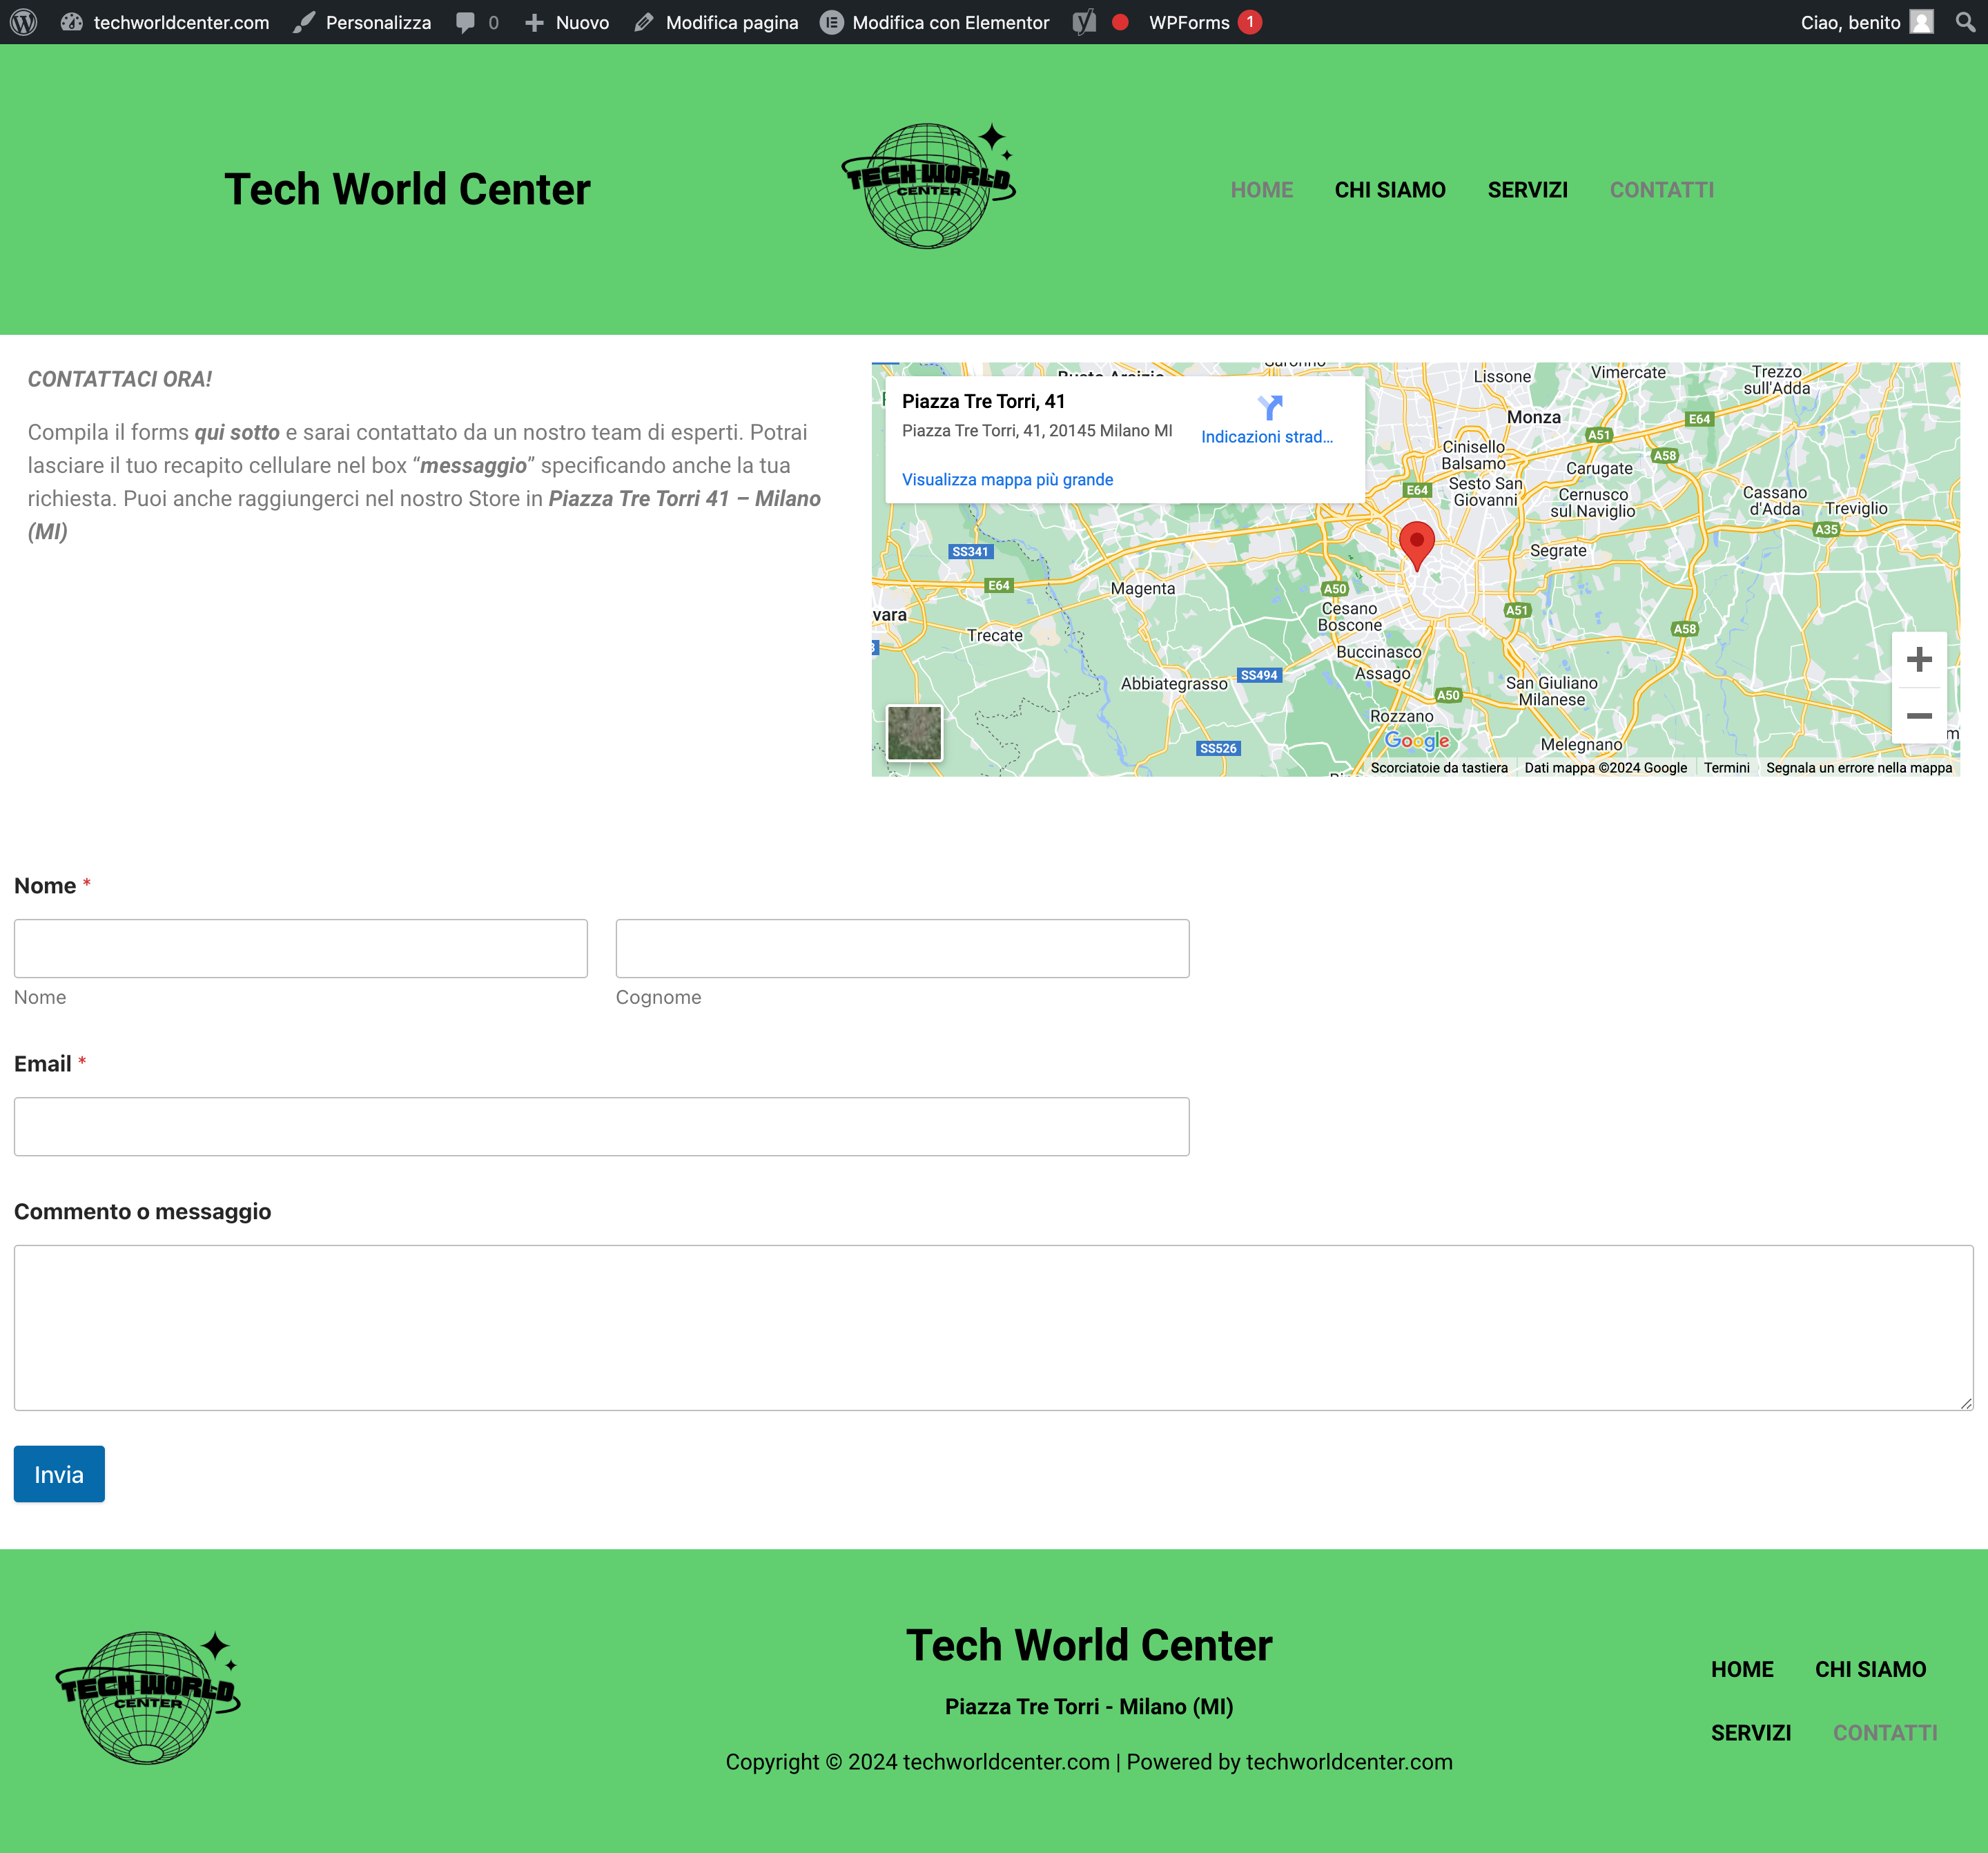 techworldcenter.com Personalizza 0 Nuovo Modifica pagina Modifica con Elementor WPForms 1 Ciao, benito
Tech World Center
TECH WORLD
CENTER
HOME CHI SIAMO SERVIZI CONTATTI
CONTATTACI ORA!
Compila il forms qui sotto e sarai contattato da un nostro team di esperti. Potrai
lasciare il tuo recapito cellulare nel box “messaggio” specificando anche la tua
richiesta. Puoi anche raggiungerci nel nostro Store in Piazza Tre Torri 41 – Milano
(MI)
Piazza Tre Torri, 41
Piazza Tre Torri, 41, 20145 Milano MI
Indicazioni strad...
Visualizza mappa più grande
Lissone
Vimercate
Trezzo
sull'Adda
Monza
E64
A51
A58
Cinisello
Balsamo
Carugate
Sesto San
Giovanni
E64
Cernusco
sul Naviglio
Cassano
d'Adda
Treviglio
A35
SS341
Segrate
E64
Magenta
A50
Cesano
Boscone
A51
A58
vara
Trecate
Buccinasco
Assago
SS494
Abbiategrasso
San Giuliano
Milanese
A50
Rozzano
Google
SS526
Melegnano
Scorciatoie da tastiera Dati mappa ©2024 Google Termini Segnala un errore nella mappa
Nome *
Nome Cognome
Email *
Commento o messaggio
Invia
TECH WORLD
CENTER
Tech World Center
Piazza Tre Torri - Milano (MI)
Copyright © 2024 techworldcenter.com | Powered by techworldcenter.com
HOME CHI SIAMO
SERVIZI CONTATTI